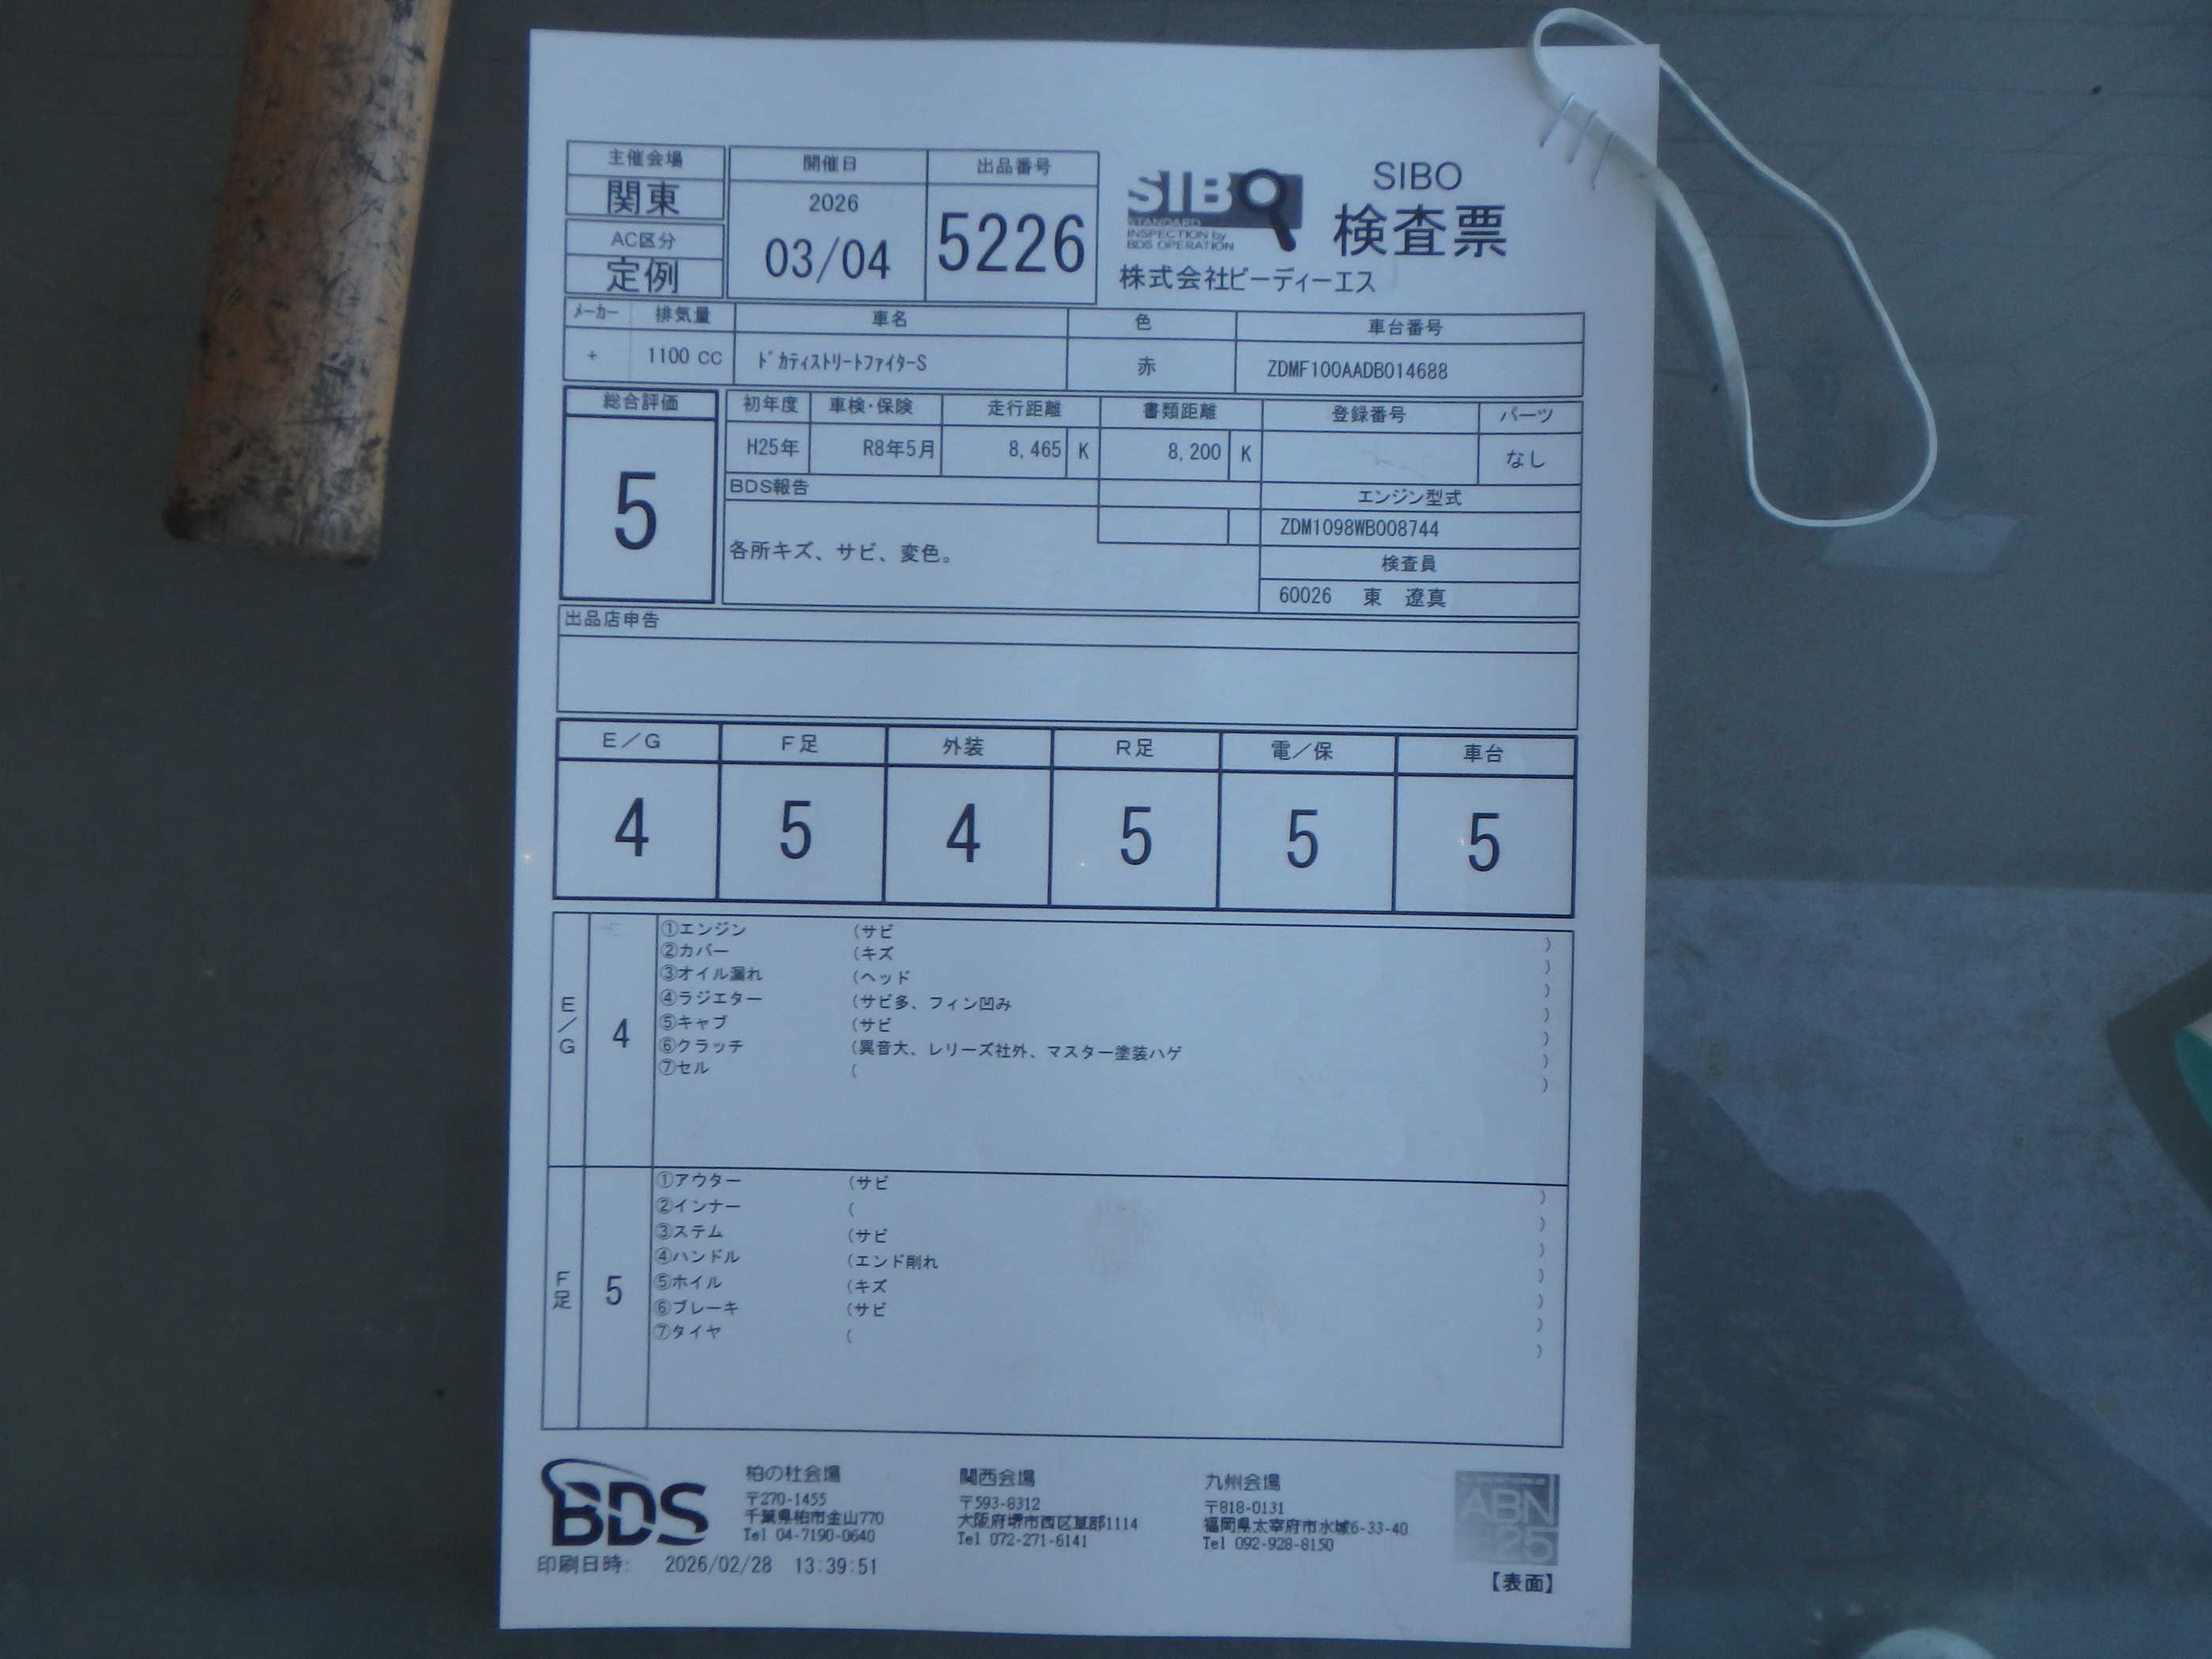 主催会場
関東
AC区分
定例
開催日
2026
03/04
出品番号
5226
SIBO
STANDARD
INSPECTION by
BDS OPERATION
SIBO
検査票
株式会社ビーディーエス
ﾒｰｶｰ 排気量 車名 色 車台番号
+ 1100 CC ﾄﾞｶﾃｨｽﾄﾘｰﾄﾌｧｲﾀｰS 赤 ZDMF100AADB014688
総合評価
5
初年度 車検・保険 走行距離 書類距離 登録番号 パーツ
H25年 R8年5月 8,465 K 8,200 K なし
BDS報告
各所キズ、サビ、変色。
エンジン型式
ZDM1098WB008744
検査員
60026 東 遼真
出品店申告
E/G F足 外装 R足 電/保 車台
4 5 4 5 5 5
E/G 4
①エンジン (サビ )
②カバー (キズ )
③オイル漏れ (ヘッド )
④ラジエター (サビ多、フィン凹み )
⑤キャブ (サビ )
⑥クラッチ (異音大、レリーズ社外、マスター塗装ハゲ )
⑦セル ( )
F足 5
①アウター (サビ )
②インナー ( )
③ステム (サビ )
④ハンドル (エンド削れ )
⑤ホイル (キズ )
⑥ブレーキ (サビ )
⑦タイヤ ( )
BDS
柏の杜会場
〒270-1455
千葉県柏市金山770
Tel 04-7190-0640
関西会場
〒593-8312
大阪府堺市西区草部1114
Tel 072-271-6141
九州会場
〒818-0131
福岡県太宰府市水城6-33-40
Tel 092-928-8150
ABN
25
印刷日時: 2026/02/28 13:39:51
【表面】